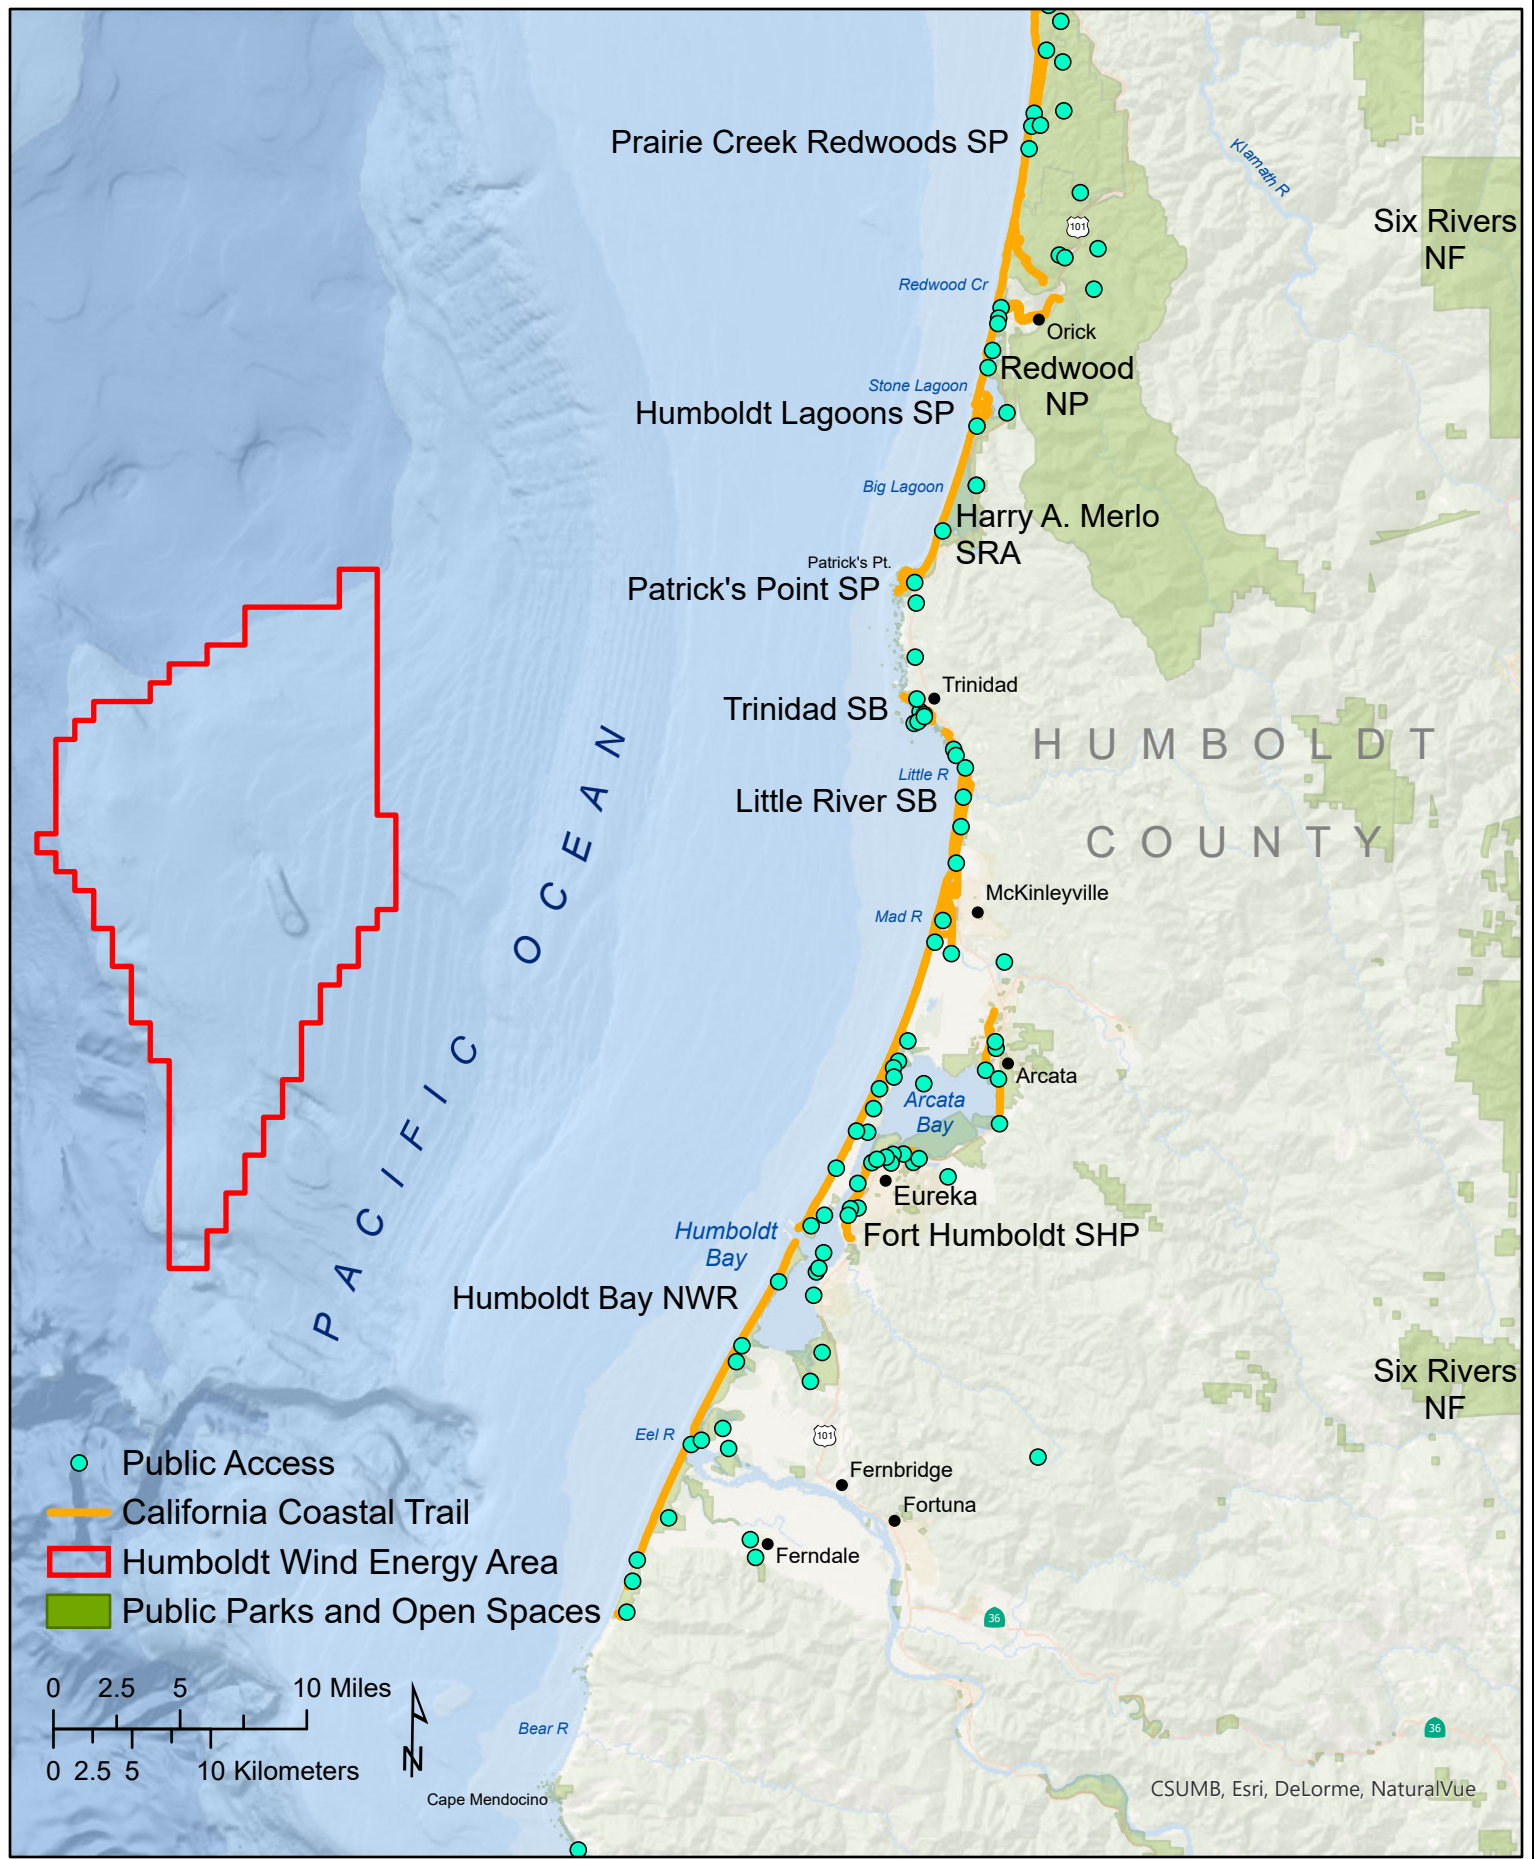 Prairie Creek Redwoods SP
Klamath R
Six Rivers
NF
101
Redwood Cr
Orick
Redwood
NP
Stone Lagoon
Humboldt Lagoons SP
Big Lagoon
Harry A. Merlo
SRA
Patrick's Pt.
Patrick's Point SP
Trinidad
Trinidad SB
HUMBOLDT
COUNTY
Little R
Little River SB
PACIFIC OCEAN
McKinleyville
Mad R
Arcata
Arcata
Bay
Eureka
Fort Humboldt SHP
Humboldt
Bay
Humboldt Bay NWR
Six Rivers
NF
Eel R
101
Fernbridge
Fortuna
Ferndale
36
Public Access
California Coastal Trail
Humboldt Wind Energy Area
Public Parks and Open Spaces
0 2.5 5 10 Miles
0 2.5 5 10 Kilometers
N
Bear R
36
Cape Mendocino
CSUMB, Esri, DeLorme, NaturalVue